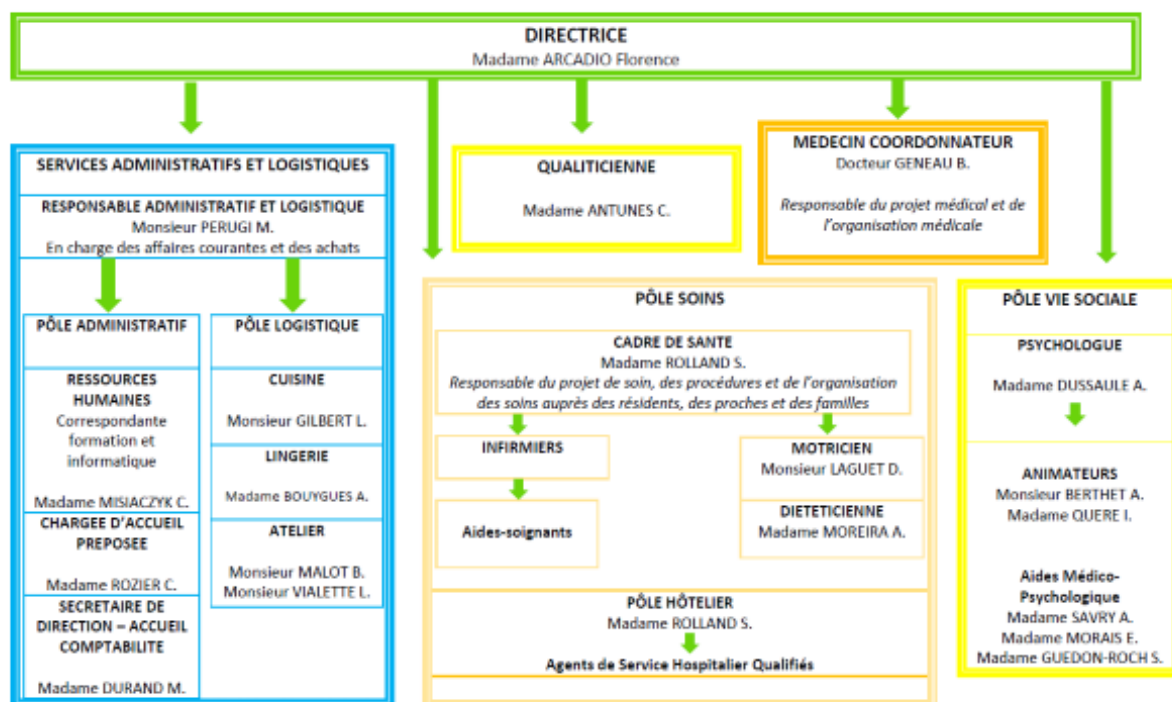 DIRECTRICE
Madame ARCADIO Florence
SERVICES ADMINISTRATIFS ET LOGISTIQUES
RESPONSABLE ADMINISTRATIF ET LOGISTIQUE
Monsieur PERUGI M.
En charge des affaires courantes et des achats
PÔLE ADMINISTRATIF
RESSOURCES
HUMAINES
Correspondante
formation et
informatique
Madame MISIACZYK C.
CHARGEE D'ACCUEIL
PREPOSEE
Madame ROZIER C.
SECRETAIRE DE
DIRECTION – ACCUEIL
COMPTABILITE
Madame DURAND M.
PÔLE LOGISTIQUE
CUISINE
Monsieur GILBERT L.
LINGERIE
Madame BOUYGUES A.
ATELIER
Monsieur MALOT B.
Monsieur VIALETTE L.
QUALITICIENNE
Madame ANTUNES C.
MEDECIN COORDONNATEUR
Docteur GENEAU B.
Responsable du projet médical et de
l'organisation médicale
PÔLE SOINS
CADRE DE SANTE
Madame ROLLAND S.
Responsable du projet de soin, des procédures et de l'organisation
des soins auprès des résidents, des proches et des familles
INFIRMIERS
Aides-soignants
MOTRICIEN
Monsieur LAGUET D.
DIETETICIENNE
Madame MOREIRA A.
PÔLE HÔTELIER
Madame ROLLAND S.
Agents de Service Hospitalier Qualifiés
PÔLE VIE SOCIALE
PSYCHOLOGUE
Madame DUSSAULE A.
ANIMATEURS
Monsieur BERTHET A.
Madame QUERE I.
Aides Médico-
Psychologique
Madame SAVRY A.
Madame MORAIS E.
Madame GUEDON-ROCH S.